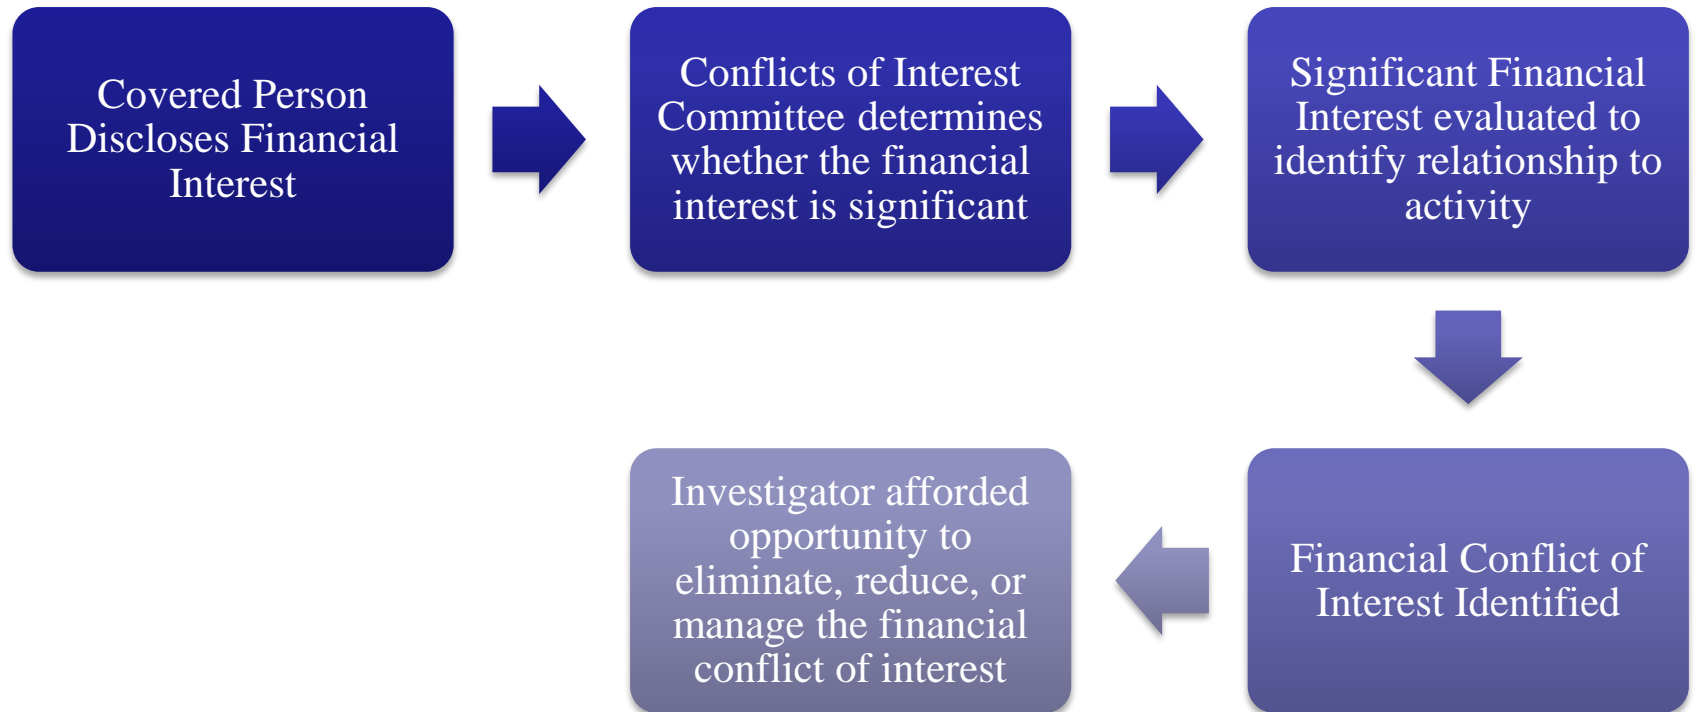 Covered Person
Discloses Financial
Interest
Conflicts of Interest
Committee determines
whether the financial
interest is significant
Significant Financial
Interest evaluated to
identify relationship to
activity
Financial Conflict of
Interest Identified
Investigator afforded
opportunity to
eliminate, reduce, or
manage the financial
conflict of interest